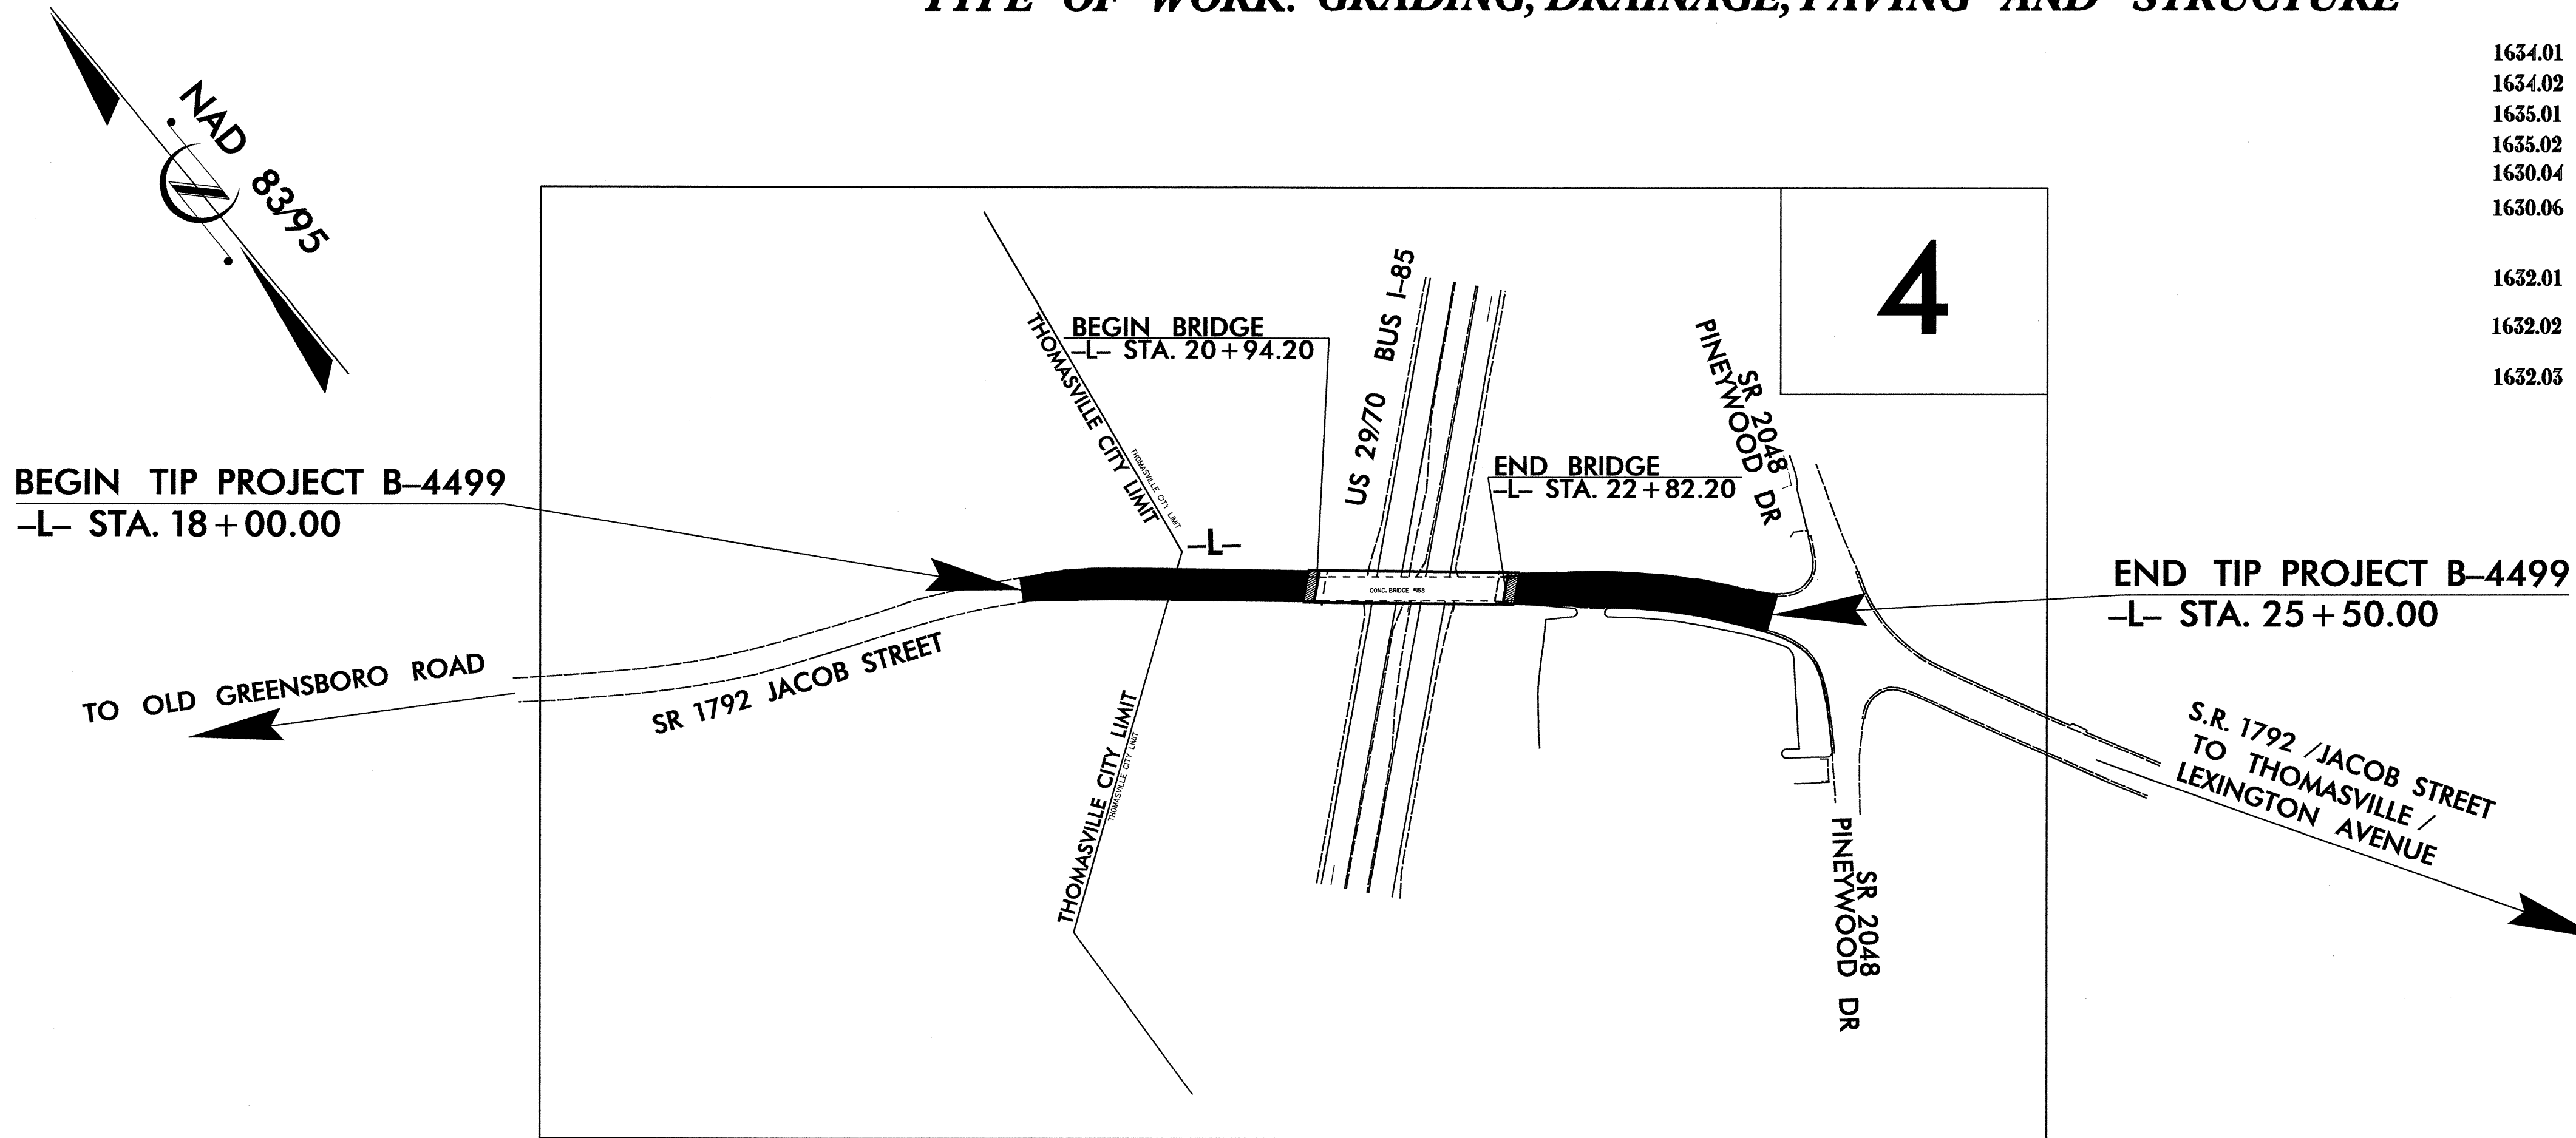 TYPE OF WORK: GRADING, DRAINAGE, PAVING AND STRUCTURE
1634.01
1634.02
1635.01
1635.02
1630.04
1630.06
1632.01
1632.02
1632.03
NAD 83/95
4
BEGIN BRIDGE
-L- STA. 20+94.20
THOMASVILLE CITY LIMIT
THOMASVILLE CITY LIMIT
US 29/70 BUS I-85
SR 2048
PINEYWOOD DR
END BRIDGE
-L- STA. 22+82.20
BEGIN TIP PROJECT B-4499
-L- STA. 18+00.00
-L-
CONC. BRIDGE #158
END TIP PROJECT B-4499
-L- STA. 25+50.00
TO OLD GREENSBORO ROAD
SR 1792 JACOB STREET
THOMASVILLE CITY LIMIT
THOMASVILLE CITY LIMIT
S.R. 1792 /JACOB STREET
TO THOMASVILLE /
LEXINGTON AVENUE
SR 2048
PINEYWOOD DR